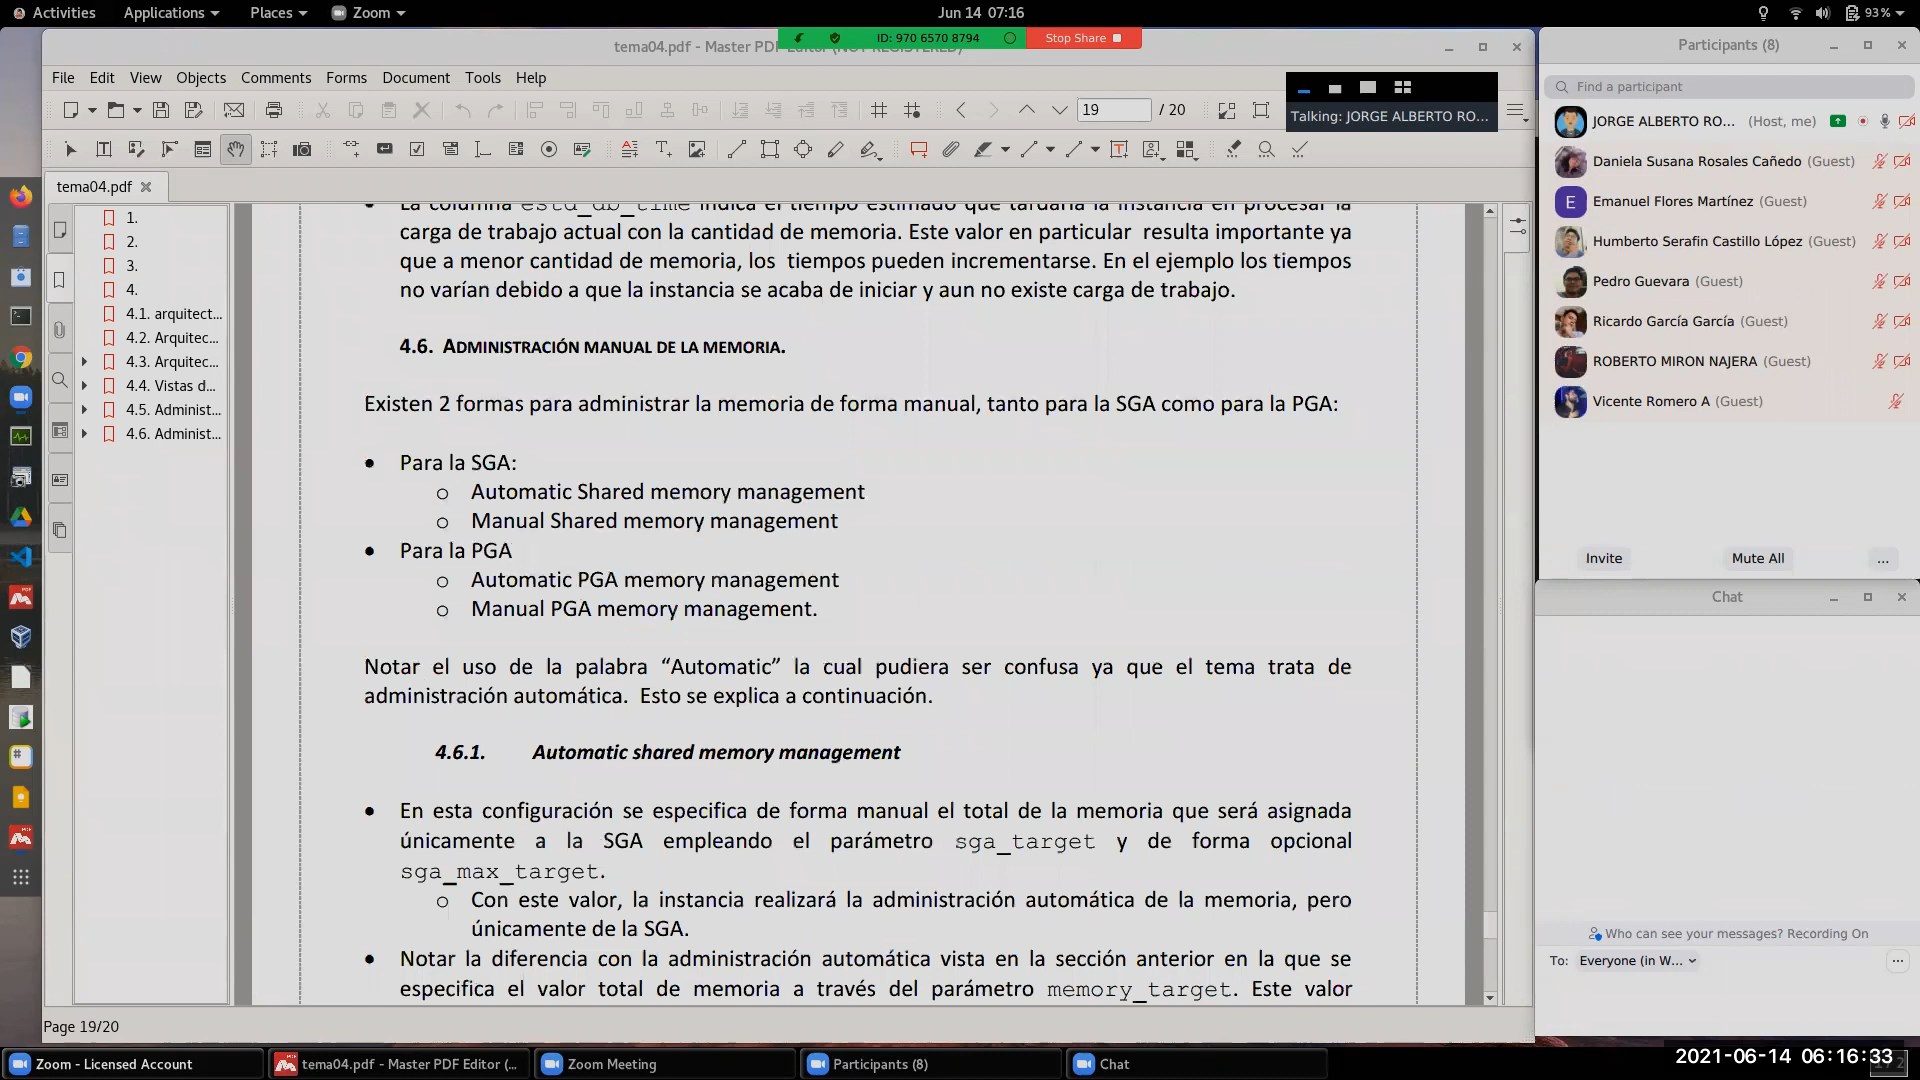 Activities Applications Places Zoom Jun 14 07:16 93%
tema04.pdf - Master PDF Editor (NOT REGISTERED)
ID: 970 6570 8794 Stop Share
File Edit View Objects Comments Forms Document Tools Help
19 / 20
Talking: JORGE ALBERTO RO...
tema04.pdf
1.
2.
3.
4.
4.1. arquitect...
4.2. Arquitec...
4.3. Arquitec...
4.4. Vistas d...
4.5. Administ...
4.6. Administ...
La columna estd_db_time indica el tiempo estimado que tardaría la instancia en procesar la
carga de trabajo actual con la cantidad de memoria. Este valor en particular resulta importante ya
que a menor cantidad de memoria, los tiempos pueden incrementarse. En el ejemplo los tiempos
no varían debido a que la instancia se acaba de iniciar y aun no existe carga de trabajo.
4.6. ADMINISTRACIÓN MANUAL DE LA MEMORIA.
Existen 2 formas para administrar la memoria de forma manual, tanto para la SGA como para la PGA:
• Para la SGA:
o Automatic Shared memory management
o Manual Shared memory management
• Para la PGA
o Automatic PGA memory management
o Manual PGA memory management.
Notar el uso de la palabra “Automatic” la cual pudiera ser confusa ya que el tema trata de
administración automática. Esto se explica a continuación.
4.6.1. Automatic shared memory management
• En esta configuración se especifica de forma manual el total de la memoria que será asignada
únicamente a la SGA empleando el parámetro sga_target y de forma opcional
sga_max_target.
o Con este valor, la instancia realizará la administración automática de la memoria, pero
únicamente de la SGA.
• Notar la diferencia con la administración automática vista en la sección anterior en la que se
especifica el valor total de memoria a través del parámetro memory_target. Este valor
Page 19/20
Participants (8)
Find a participant
JORGE ALBERTO RO... (Host, me)
Daniela Susana Rosales Cañedo (Guest)
E Emanuel Flores Martínez (Guest)
Humberto Serafin Castillo López (Guest)
Pedro Guevara (Guest)
Ricardo García García (Guest)
ROBERTO MIRON NAJERA (Guest)
Vicente Romero A (Guest)
Invite Mute All ...
Chat
Who can see your messages? Recording On
To: Everyone (in W...
Zoom - Licensed Account tema04.pdf - Master PDF Editor (... Zoom Meeting Participants (8) Chat
2021-06-14 06:16:33